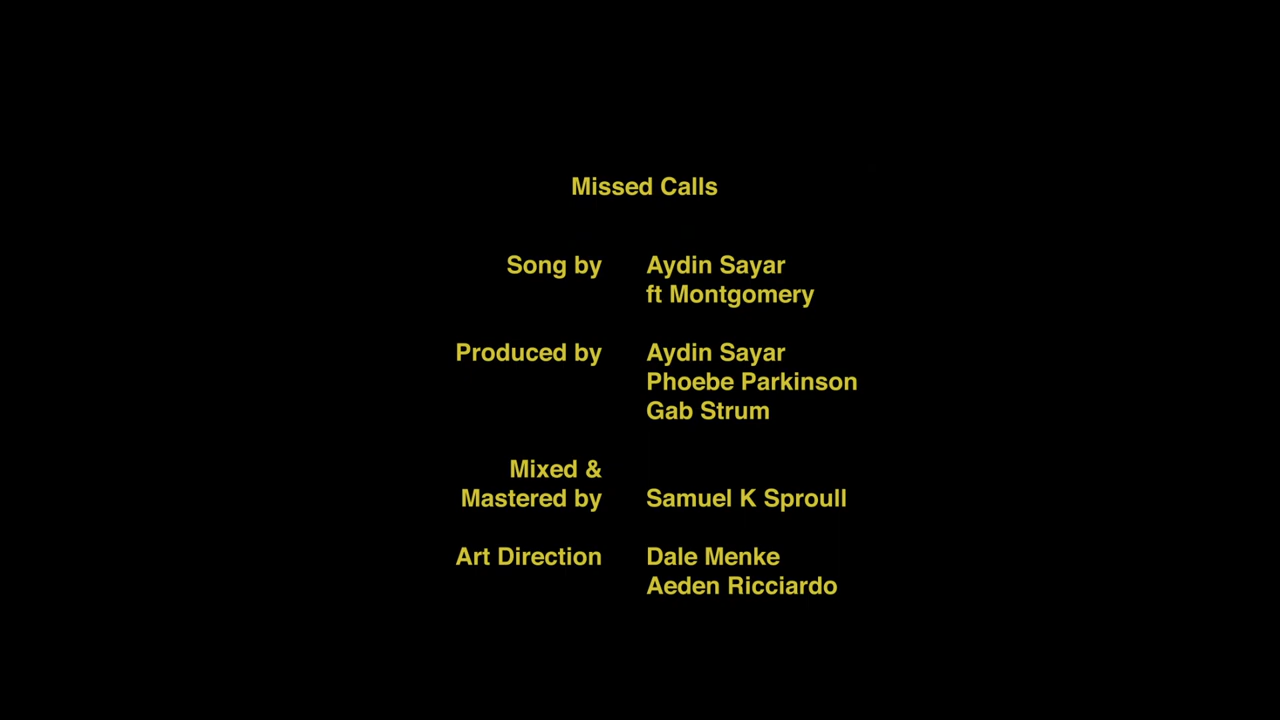 Missed Calls
Song by Aydin Sayar
ft Montgomery
Produced by Aydin Sayar
Phoebe Parkinson
Gab Strum
Mixed &
Mastered by Samuel K Sproull
Art Direction Dale Menke
Aeden Ricciardo